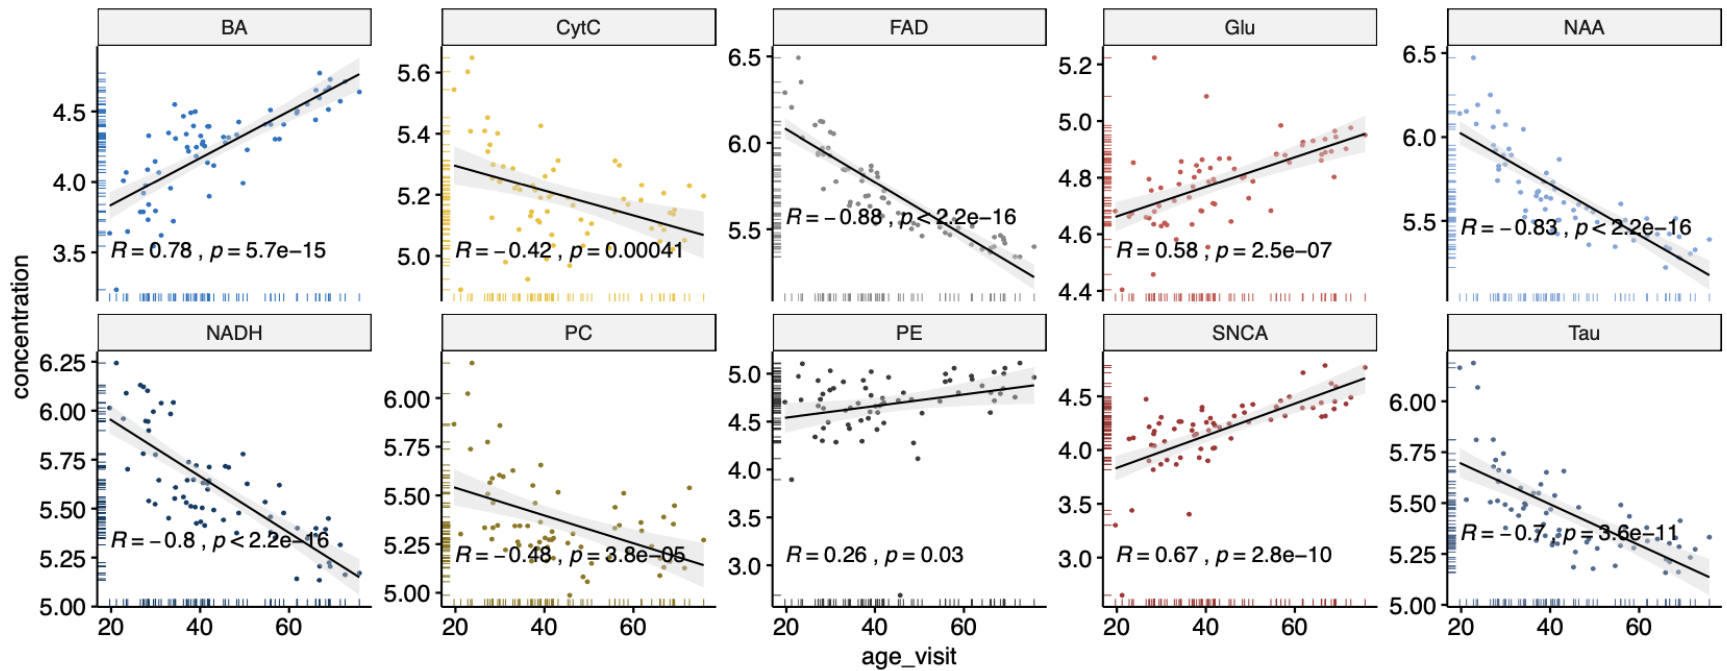 BA CytC FAD Glu NAA
5.6 6.5 5.2 6.5
4.5 5.4 6.0 5.0 6.0
4.0 5.2 4.8
R = −0.88 , p < 2.2e−16
5.5 4.6 5.5
R = −0.83 , p < 2.2e−16
3.5 5.0
R = 0.78 , p = 5.7e−15 R = −0.42 , p = 0.00041 R = 0.58 , p = 2.5e−07
4.4
concentration
NADH PC PE SNCA Tau
6.25 5.0
6.00 6.00 4.5 4.5 6.00
5.75 5.75 4.0 4.0 5.75
5.50 5.50 3.5 3.5 5.50
R = −0.8 , p < 2.2e−16 R = −0.7 , p = 3.6e−11
5.25 5.25 3.0 3.0 5.25
R = −0.48 , p = 3.8e−05 R = 0.26 , p = 0.03 R = 0.67 , p = 2.8e−10
5.00 5.00 5.00
20 40 60 20 40 60 20 40 60 20 40 60 20 40 60
age_visit